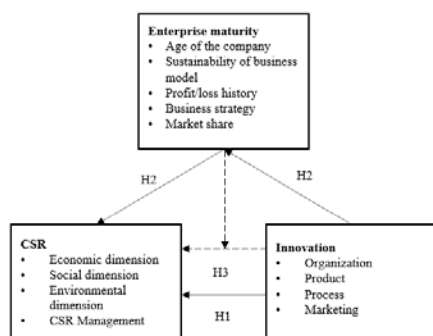 Enterprise maturity
• Age of the company
• Sustainability of business
model
• Profit/loss history
• Business strategy
• Market share
H2
H2
CSR
• Economic dimension
• Social dimension
• Environmental
dimension
• CSR Management
H3
H1
Innovation
• Organization
• Product
• Process
• Marketing